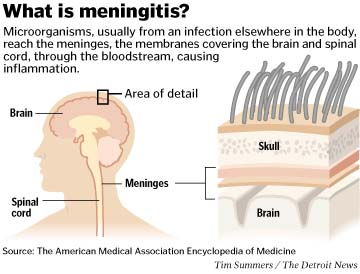 What is meningitis?
Microorganisms, usually from an infection elsewhere in the body,
reach the meninges, the membranes covering the brain and spinal
cord, through the bloodstream, causing
inflammation.
Area of detail
Brain
Skull
Meninges
Spinal
cord
Brain
Source: The American Medical Association Encyclopedia of Medicine
Tim Summers / The Detroit News